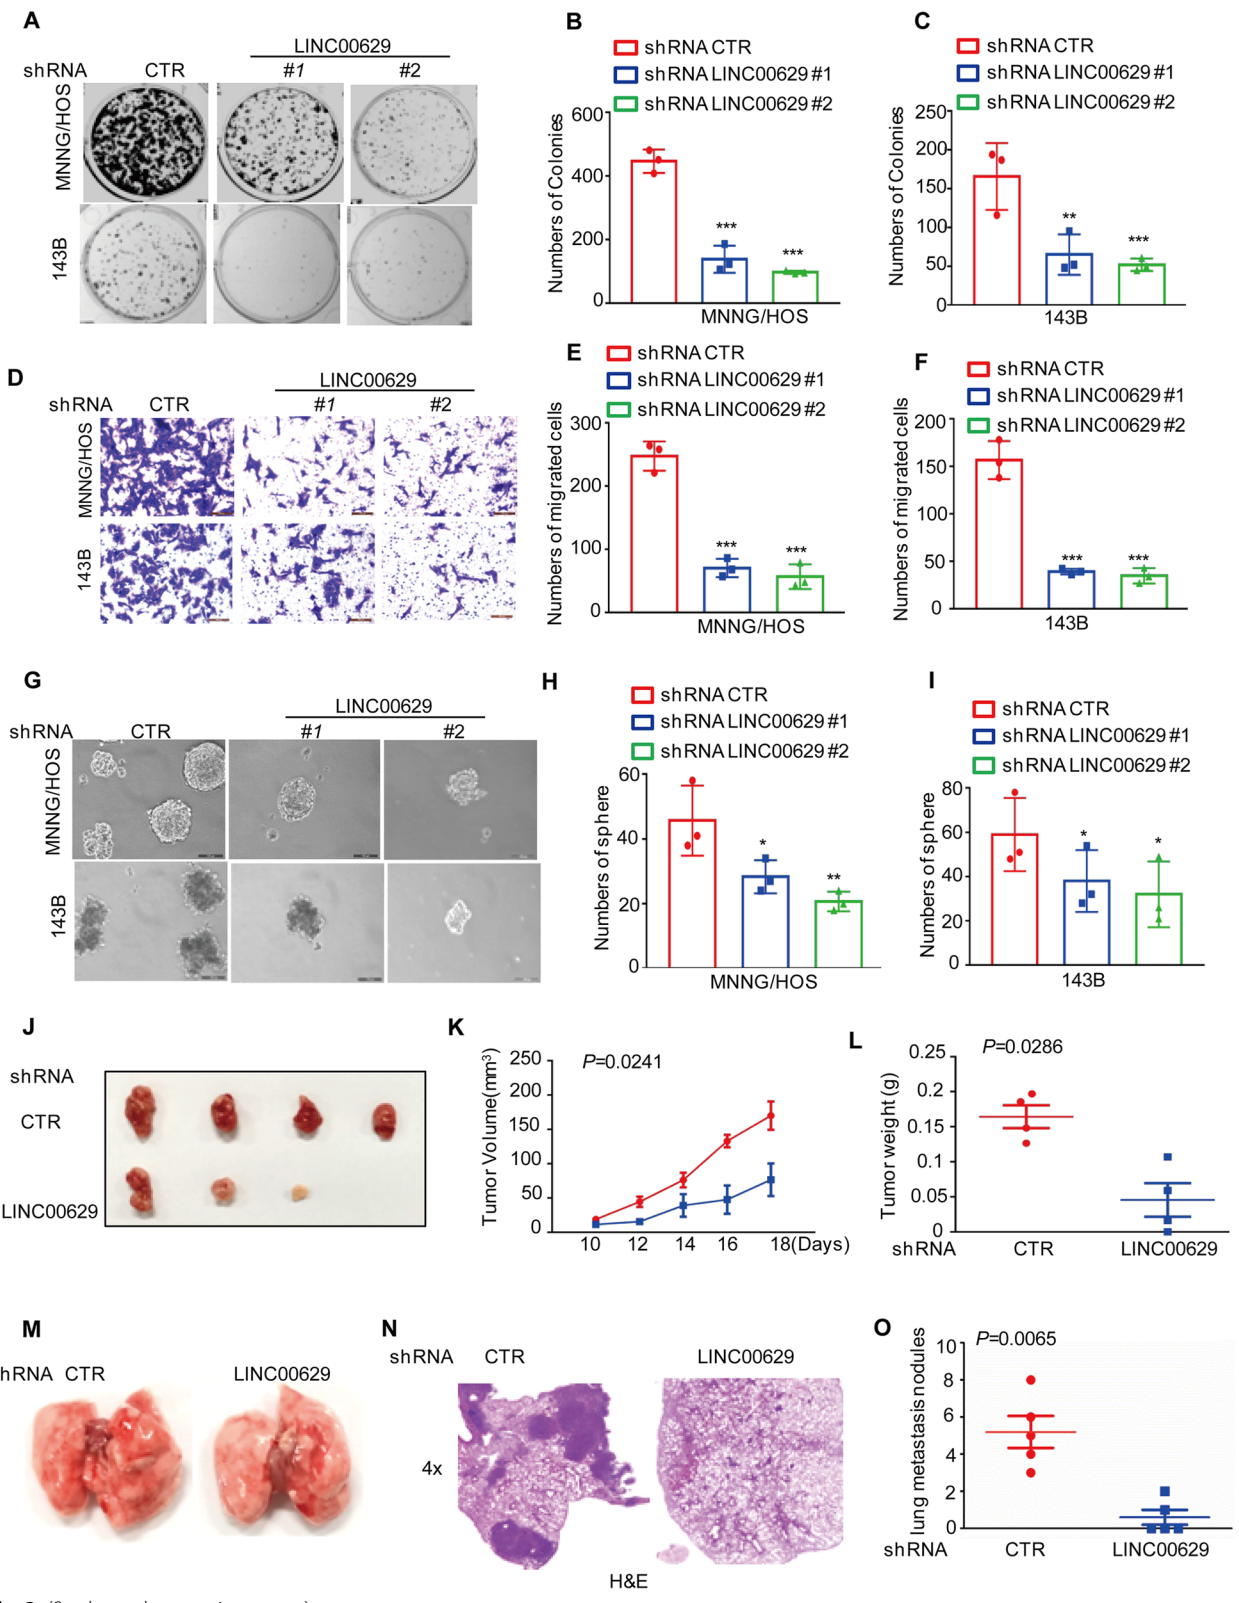 A
LINC00629
shRNA CTR #1 #2
MNNG/HOS
143B
B
shRNA CTR
shRNA LINC00629 #1
shRNA LINC00629 #2
Numbers of Colonies
600
400
200
0
***
***
MNNG/HOS
C
shRNA CTR
shRNA LINC00629 #1
shRNA LINC00629 #2
Numbers of Colonies
250
200
150
100
50
0
**
***
143B
D
LINC00629
shRNA CTR #1 #2
MNNG/HOS
143B
E
shRNA CTR
shRNA LINC00629 #1
shRNA LINC00629 #2
Numbers of migrated cells
300
200
100
0
***
***
MNNG/HOS
F
shRNA CTR
shRNA LINC00629 #1
shRNA LINC00629 #2
Numbers of migrated cells
200
150
100
50
0
***
***
143B
G
LINC00629
shRNA CTR #1 #2
MNNG/HOS
143B
H
shRNA CTR
shRNA LINC00629 #1
shRNA LINC00629 #2
Numbers of sphere
60
40
20
0
*
**
MNNG/HOS
I
shRNA CTR
shRNA LINC00629 #1
shRNA LINC00629 #2
Numbers of sphere
80
60
40
20
0
*
*
143B
J
shRNA
CTR
LINC00629
K
P=0.0241
Tumor Volume(mm³)
250
200
150
100
50
0
10 12 14 16 18(Days)
L
P=0.0286
Tumor weight (g)
0.25
0.2
0.15
0.1
0.05
0
shRNA CTR LINC00629
M
hRNA CTR LINC00629
N
shRNA CTR LINC00629
4x
H&E
O
P=0.0065
lung metastasis nodules
10
8
6
4
2
0
shRNA CTR LINC00629